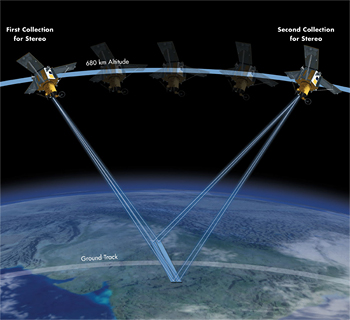 First Collection
for Stereo
Second Collection
for Stereo
680 km Altitude
Ground Track